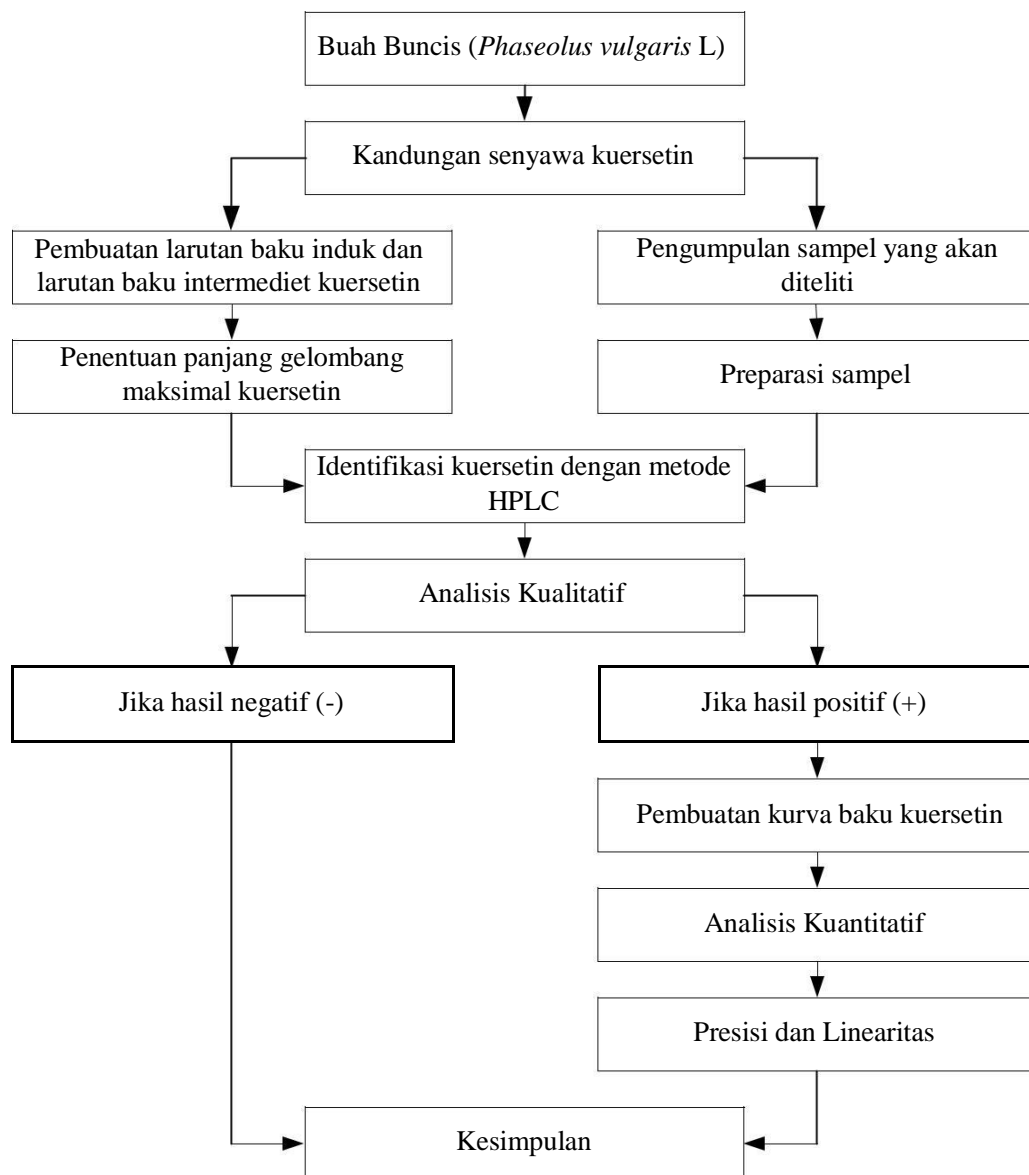 Buah Buncis (Phaseolus vulgaris L)
Kandungan senyawa kuersetin
Pembuatan larutan baku induk dan
larutan baku intermediet kuersetin
Pengumpulan sampel yang akan
diteliti
Penentuan panjang gelombang
maksimal kuersetin
Preparasi sampel
Identifikasi kuersetin dengan metode
HPLC
Analisis Kualitatif
Jika hasil negatif (-)
Jika hasil positif (+)
Pembuatan kurva baku kuersetin
Analisis Kuantitatif
Presisi dan Linearitas
Kesimpulan